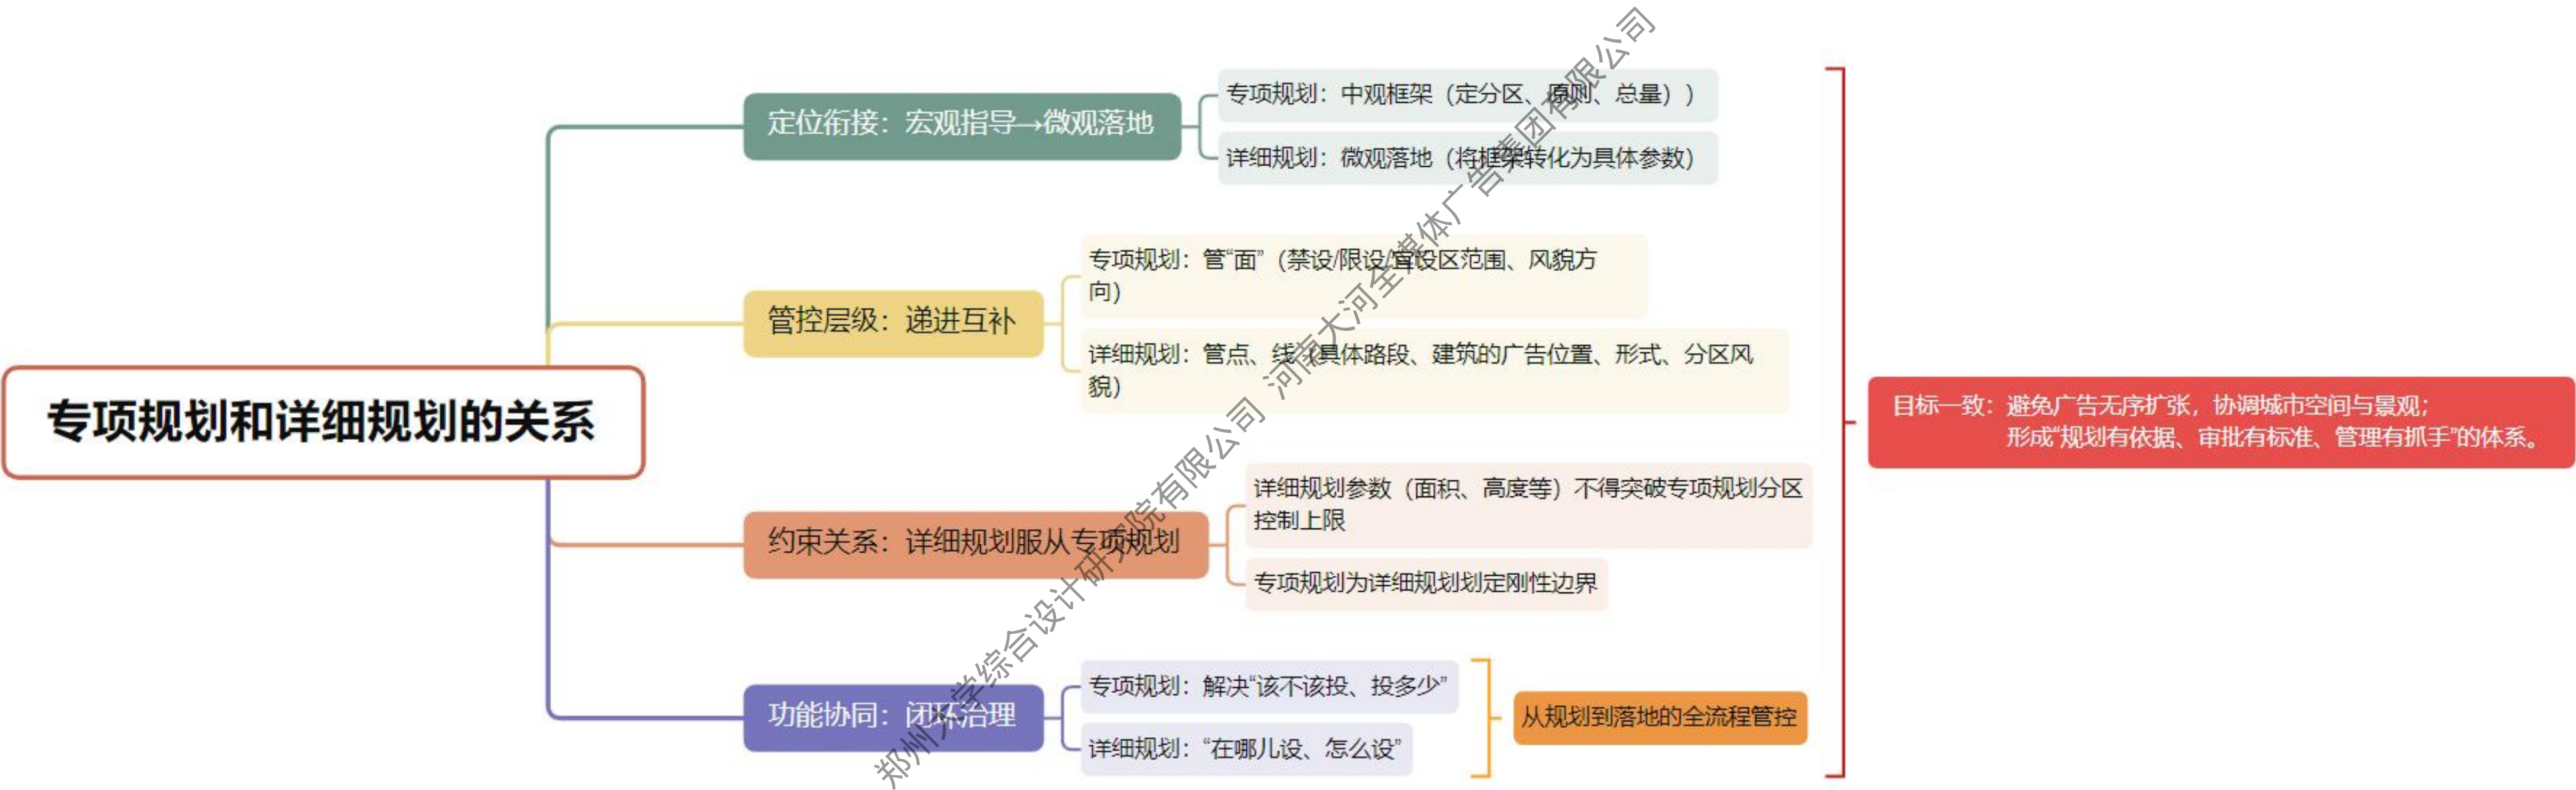 专项规划和详细规划的关系
定位衔接：宏观指导→微观落地
专项规划：中观框架（定分区、原则、总量））
详细规划：微观落地（将框架转化为具体参数）
管控层级：递进互补
专项规划：管“面”（禁设/限设/宜设区范围、风貌方
向）
详细规划：管点、线（具体路段、建筑的广告位置、形式、分区风
貌）
约束关系：详细规划服从专项规划
详细规划参数（面积、高度等）不得突破专项规划分区
控制上限
专项规划为详细规划划定刚性边界
功能协同：闭环治理
专项规划：解决“该不该投、投多少”
详细规划：“在哪儿设、怎么设”
从规划到落地的全流程管控
目标一致：避免广告无序扩张，协调城市空间与景观；
形成“规划有依据、审批有标准、管理有抓手”的体系。
郑州大学综合设计研究院有限公司 河南大河全媒体广告集团有限公司